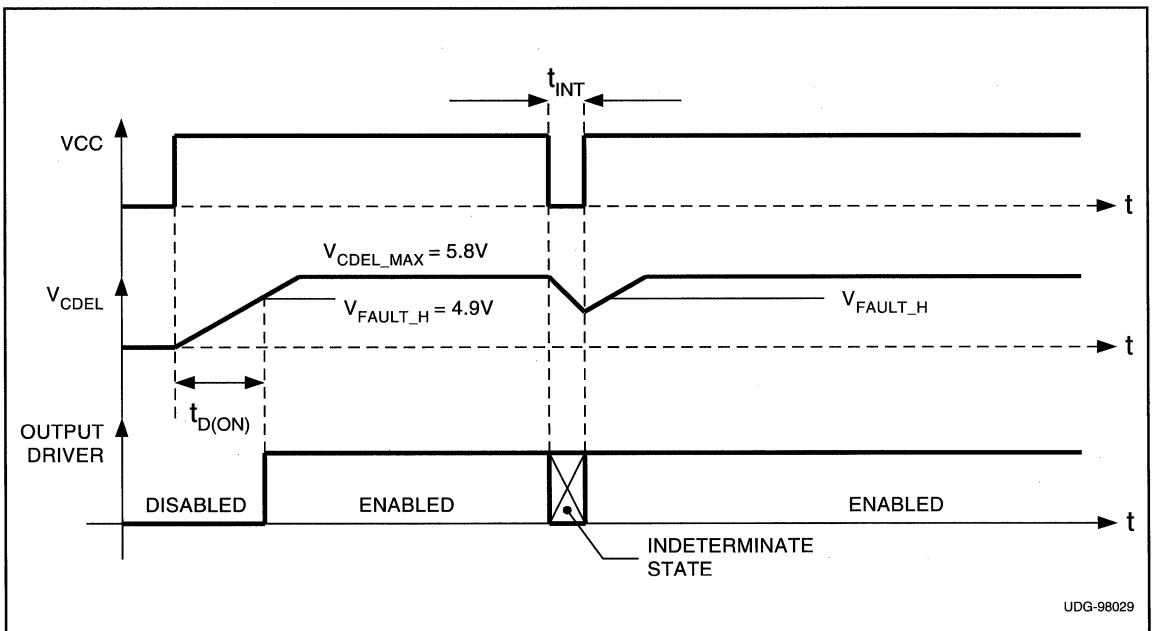 tINT
VCC
t
VCDEL_MAX = 5.8V
VCDEL
VFAULT_H = 4.9V
VFAULT_H
t
tD(ON)
OUTPUT
DRIVER
DISABLED
ENABLED
ENABLED
t
INDETERMINATE
STATE
UDG-98029